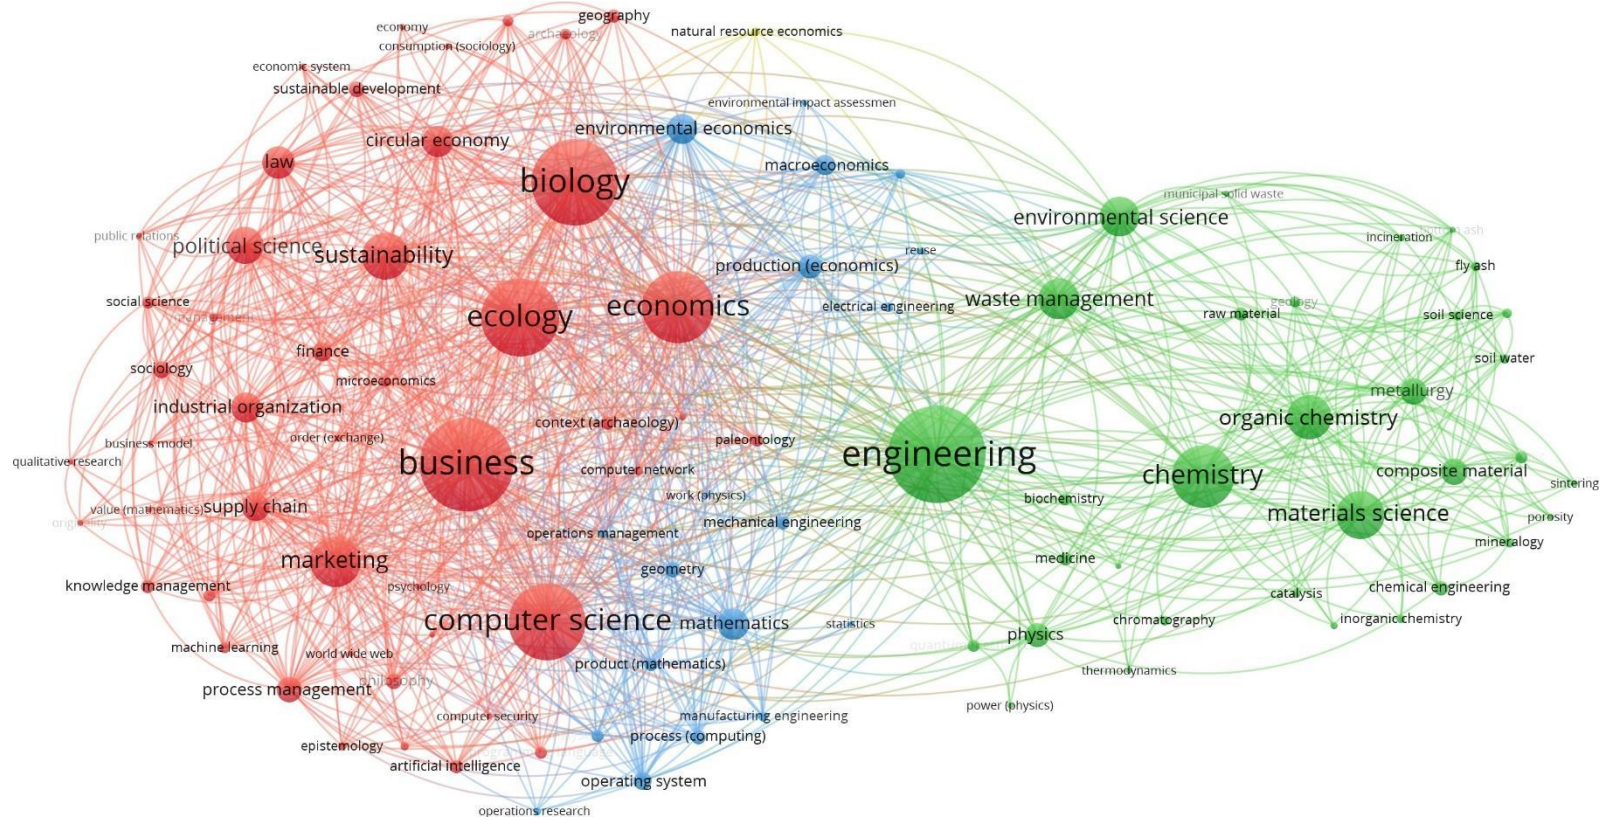 geography
economy
archaeology
natural resource economics
consumption (sociology)
economic system
sustainable development
environmental impact assessmen
environmental economics
circular economy
law
macroeconomics
biology
municipal solid waste
environmental science
public relations
political science
sustainability
incineration
reuse
production (economics)
fly ash
social science
management
ecology
economics
electrical engineering
waste management
geology
raw material
soil science
finance
sociology
soil water
microeconomics
metallurgy
industrial organization
organic chemistry
context (archaeology)
order (exchange)
paleontology
business model
qualitative research
business
engineering
computer network
chemistry
composite material
sintering
work (physics)
biochemistry
value (mathematics)
supply chain
originality
mechanical engineering
materials science
porosity
operations management
mineralogy
marketing
geometry
medicine
knowledge management
psychology
catalysis
chemical engineering
computer science
mathematics
statistics
chromatography
inorganic chemistry
physics
machine learning
world wide web
product (mathematics)
thermodynamics
process management
philosophy
power (physics)
computer security
manufacturing engineering
process (computing)
epistemology
artificial intelligence
operating system
operations research